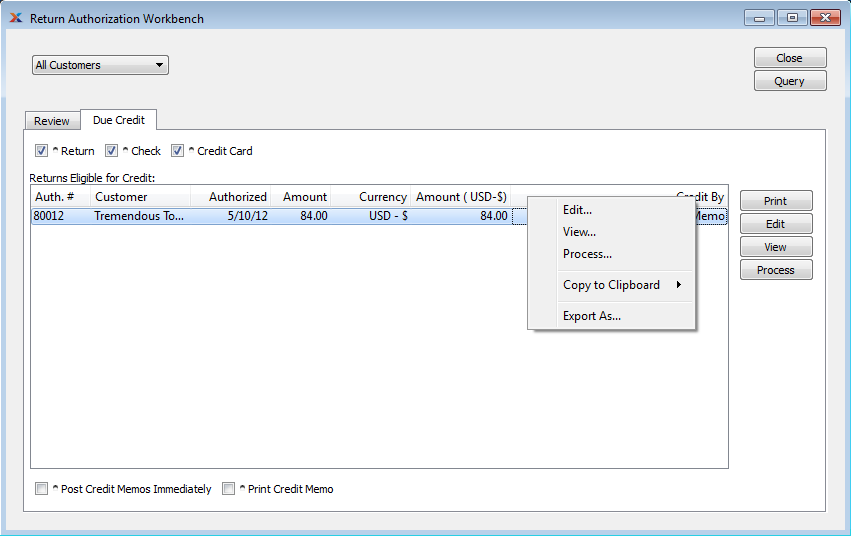 Return Authorization Workbench
All Customers
Close
Query
Review
Due Credit
^ Return
^ Check
^ Credit Card
Returns Eligible for Credit:
Auth. # Customer Authorized Amount Currency Amount ( USD-$) Credit By
80012 Tremendous To... 5/10/12 84.00 USD - $ 84.00 Memo
Edit...
View...
Process...
Copy to Clipboard
Export As...
Print
Edit
View
Process
^ Post Credit Memos Immediately
^ Print Credit Memo